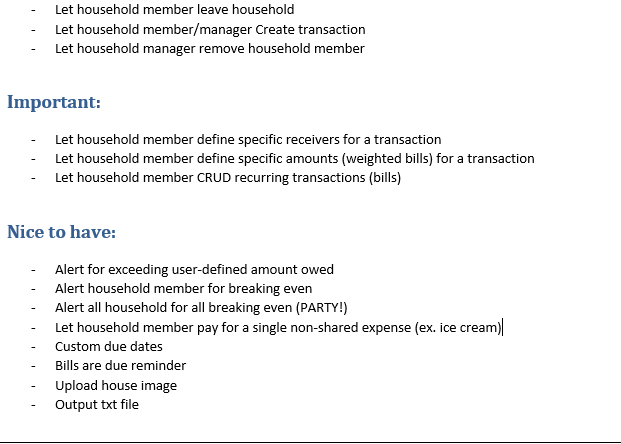 - Let household member leave household
- Let household member/manager Create transaction
- Let household manager remove household member
Important:
- Let household member define specific receivers for a transaction
- Let household member define specific amounts (weighted bills) for a transaction
- Let household member CRUD recurring transactions (bills)
Nice to have:
- Alert for exceeding user-defined amount owed
- Alert household member for breaking even
- Alert all household for all breaking even (PARTY!)
- Let household member pay for a single non-shared expense (ex. ice cream)
- Custom due dates
- Bills are due reminder
- Upload house image
- Output txt file